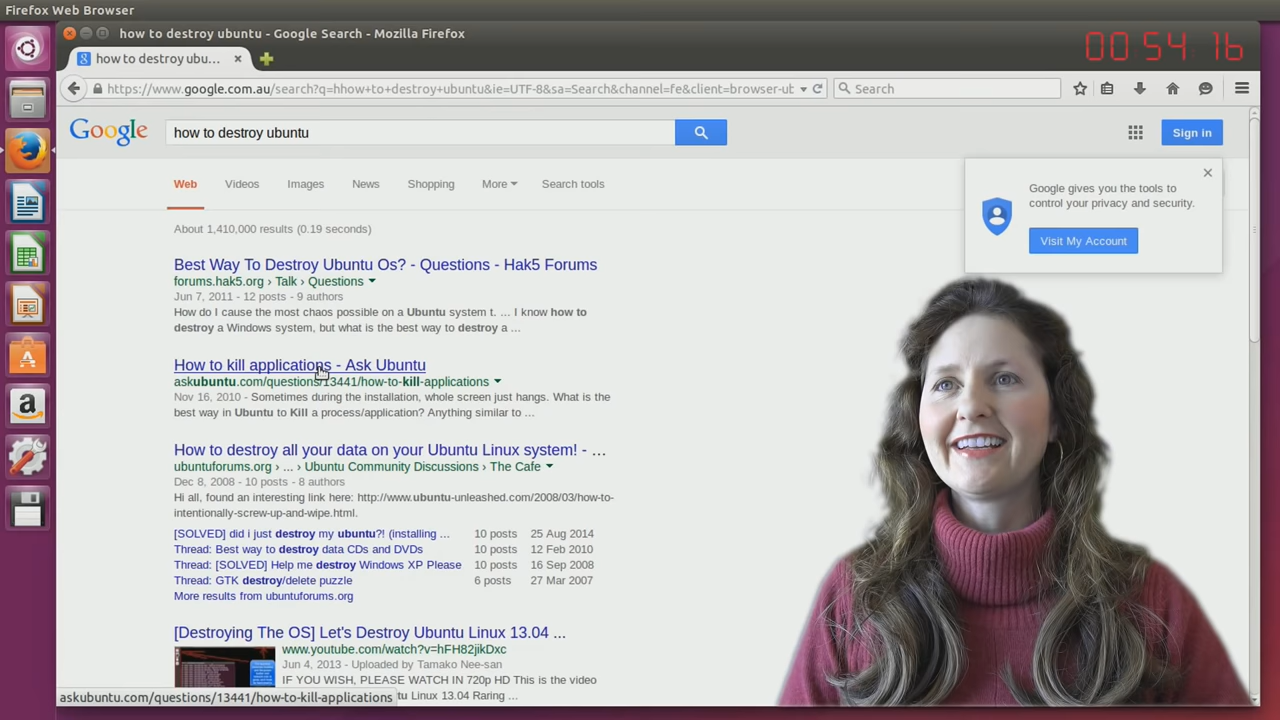 Firefox Web Browser
how to destroy ubuntu - Google Search - Mozilla Firefox
00:54:16
how to destroy ubu...
https://www.google.com.au/search?q=hhow+to+destroy+ubuntu&ie=UTF-8&sa=Search&channel=fe&client=browser-ub
Search
Google
how to destroy ubuntu
Sign in
Web
Videos
Images
News
Shopping
More
Search tools
Google gives you the tools to
control your privacy and security.
Visit My Account
About 1,410,000 results (0.19 seconds)
Best Way To Destroy Ubuntu Os? - Questions - Hak5 Forums
forums.hak5.org › Talk › Questions
Jun 7, 2011 - 12 posts - 9 authors
How do I cause the most chaos possible on a Ubuntu system t. ... I know how to
destroy a Windows system, but what is the best way to destroy a ...
How to kill applications - Ask Ubuntu
askubuntu.com/questions/13441/how-to-kill-applications
Nov 16, 2010 - Sometimes during the installation, whole screen just hangs. What is the
best way in Ubuntu to Kill a process/application? Anything similar to ...
How to destroy all your data on your Ubuntu Linux system! - ...
ubuntuforums.org › ... › Ubuntu Community Discussions › The Cafe
Dec 8, 2008 - 10 posts - 8 authors
Hi all, found an interesting link here: http://www.ubuntu-unleashed.com/2008/03/how-to-
intentionally-screw-up-and-wipe.html.
[SOLVED] did i just destroy my ubuntu?! (installing ... 10 posts 25 Aug 2014
Thread: Best way to destroy data CDs and DVDs 10 posts 12 Feb 2010
Thread: [SOLVED] Help me destroy Windows XP Please 10 posts 16 Sep 2008
Thread: GTK destroy/delete puzzle 6 posts 27 Mar 2007
More results from ubuntuforums.org
[Destroying The OS] Let's Destroy Ubuntu Linux 13.04 ...
www.youtube.com/watch?v=hFH82jikDxc
Jun 4, 2013 - Uploaded by Tamako Nee-san
IF YOU WISH, PLEASE WATCH IN 720p HD This is the video
Linux 13.04 Raring ...
askubuntu.com/questions/13441/how-to-kill-applications